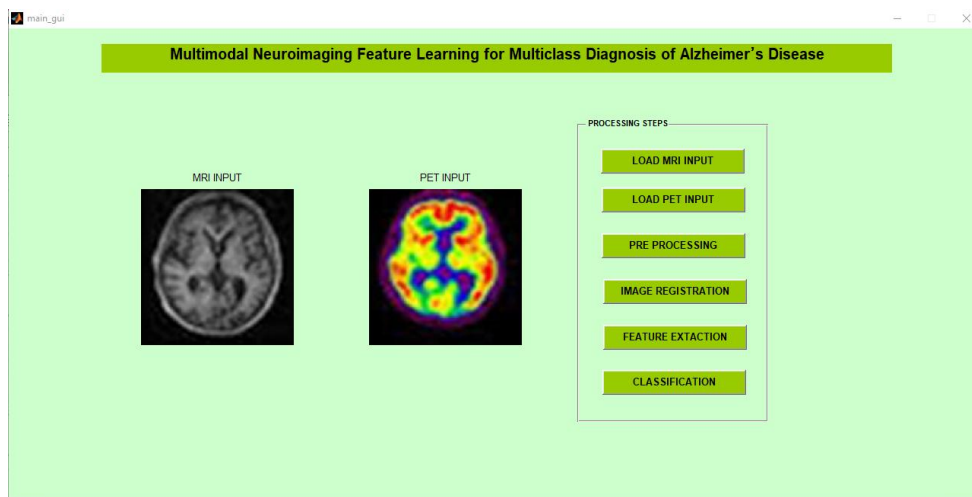 main_gui
Multimodal Neuroimaging Feature Learning for Multiclass Diagnosis of Alzheimer's Disease
PROCESSING STEPS
LOAD MRI INPUT
MRI INPUT
PET INPUT
LOAD PET INPUT
PRE PROCESSING
IMAGE REGISTRATION
FEATURE EXTACTION
CLASSIFICATION